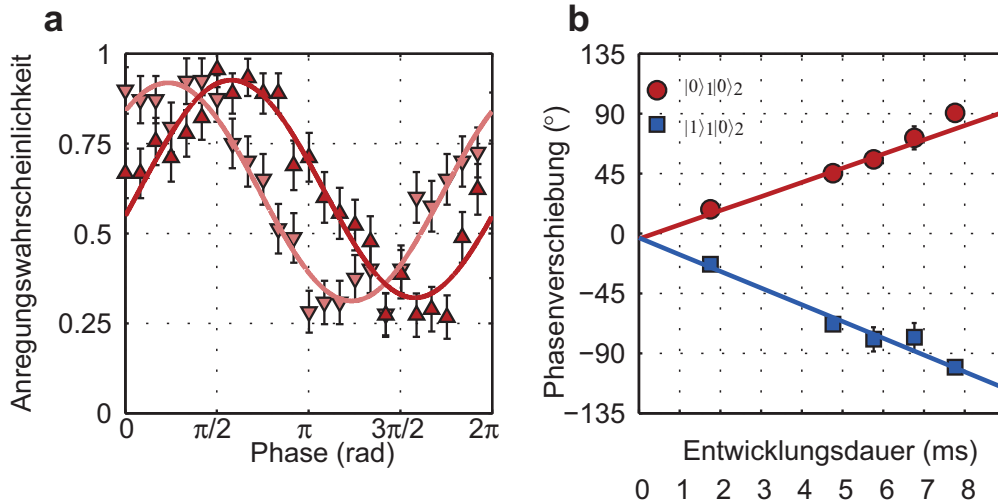 a
Anregungswahrscheinlichkeit
1
0.75
0.5
0.25
0
0 π/2 π 3π/2 2π
Phase (rad)
b
Phasenverschiebung (°)
135
90
45
0
−45
−90
−135
|0⟩1|0⟩2
|1⟩1|0⟩2
Entwicklungsdauer (ms)
0 1 2 3 4 5 6 7 8